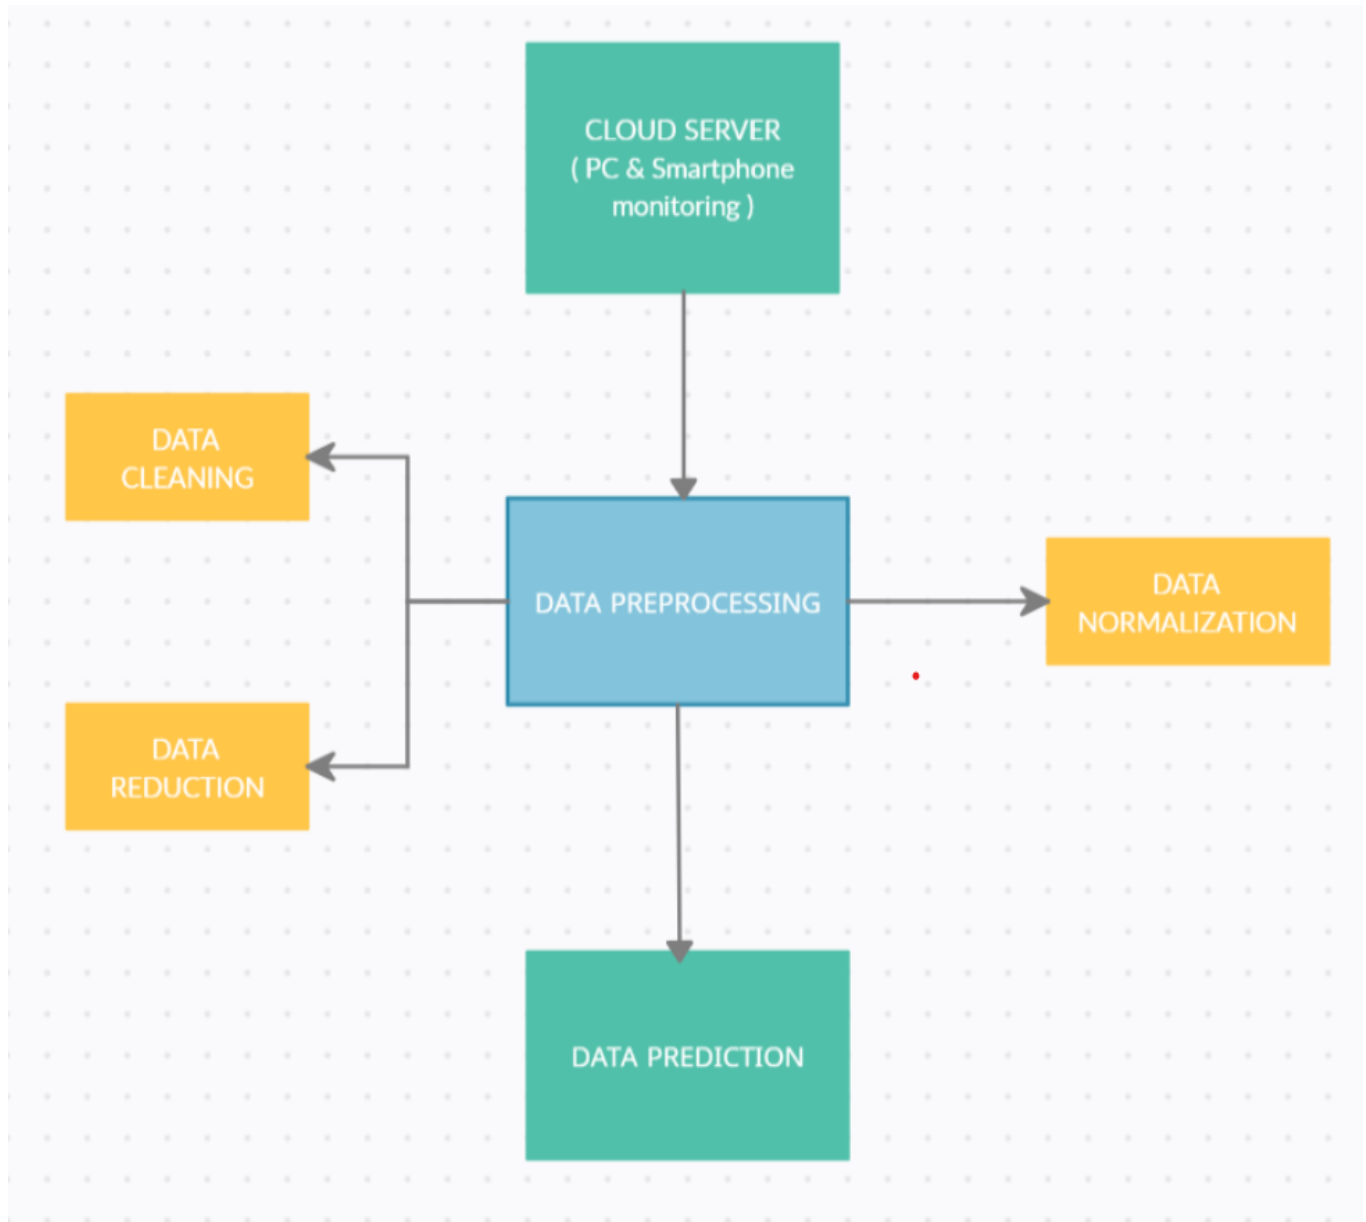 CLOUD SERVER
( PC & Smartphone
monitoring )
DATA
CLEANING
DATA PREPROCESSING
DATA
NORMALIZATION
DATA
REDUCTION
DATA PREDICTION